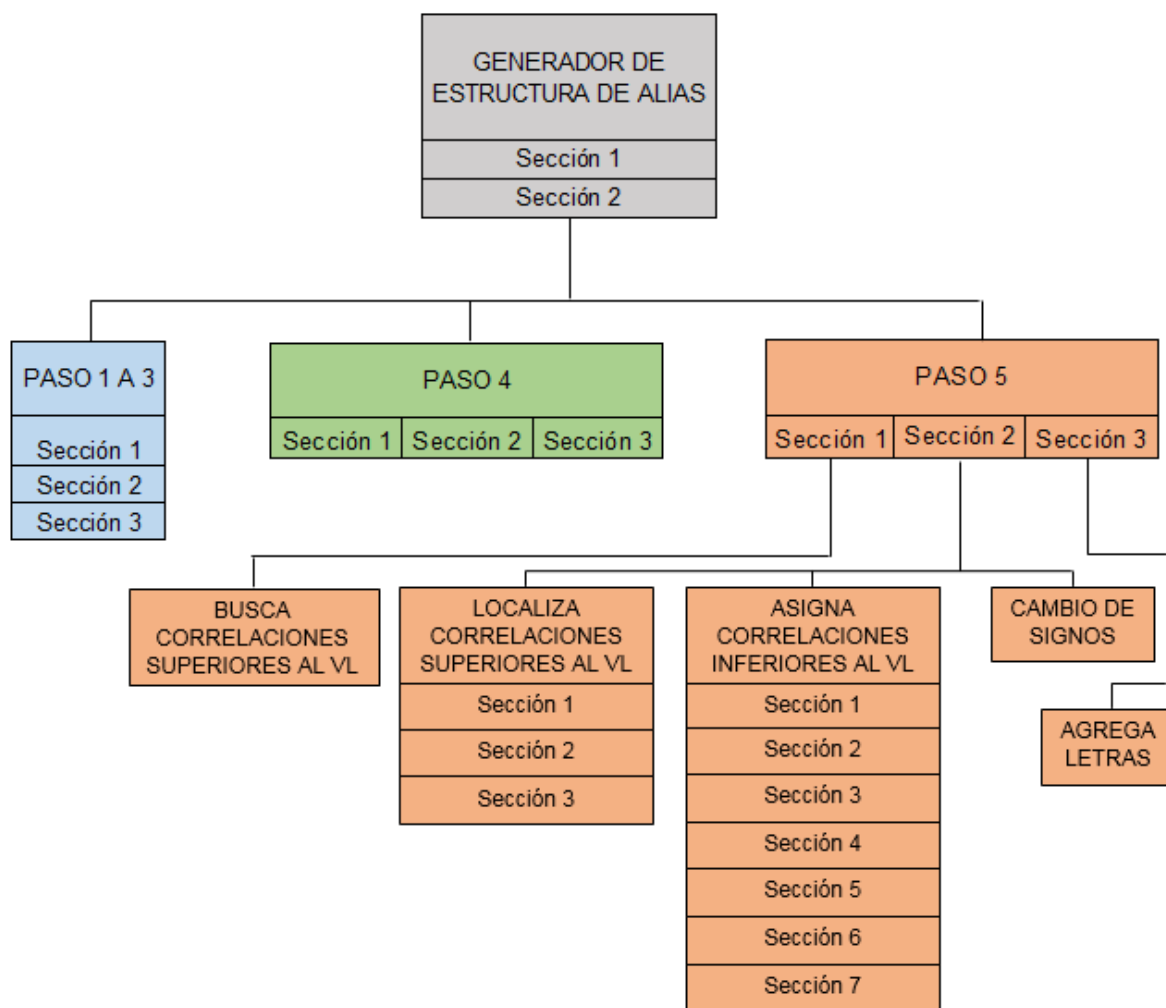 GENERADOR DE
ESTRUCTURA DE ALIAS
Sección 1
Sección 2
PASO 1 A 3
Sección 1
Sección 2
Sección 3
PASO 4
Sección 1
Sección 2
Sección 3
PASO 5
Sección 1
Sección 2
Sección 3
BUSCA
CORRELACIONES
SUPERIORES AL VL
LOCALIZA
CORRELACIONES
SUPERIORES AL VL
Sección 1
Sección 2
Sección 3
ASIGNA
CORRELACIONES
INFERIORES AL VL
Sección 1
Sección 2
Sección 3
Sección 4
Sección 5
Sección 6
Sección 7
CAMBIO DE
SIGNOS
AGREGA
LETRAS